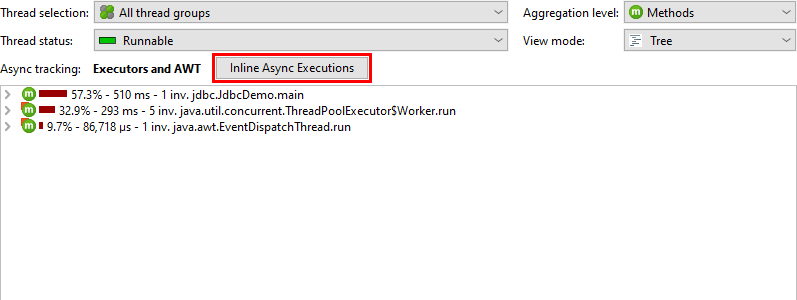 Thread selection: All thread groups Aggregation level: m Methods
Thread status: Runnable View mode: Tree
Async tracking: Executors and AWT Inline Async Executions
m 57.3% - 510 ms - 1 inv. jdbc.JdbcDemo.main
m 32.9% - 293 ms - 5 inv. java.util.concurrent.ThreadPoolExecutor$Worker.run
m 9.7% - 86,718 µs - 1 inv. java.awt.EventDispatchThread.run